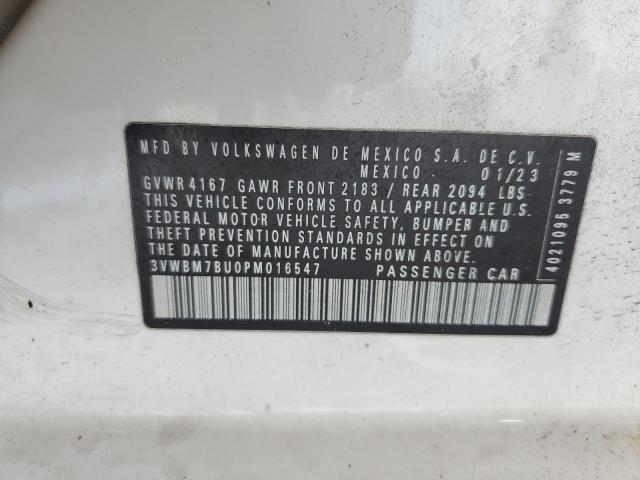 MFD BY VOLKSWAGEN DE MEXICO S.A. DE C.V.
MEXICO 01/23
GVWR 4167 GAWR FRONT 2183 / REAR 2094 LBS
THIS VEHICLE CONFORMS TO ALL APPLICABLE U.S.
FEDERAL MOTOR VEHICLE SAFETY, BUMPER AND
THEFT PREVENTION STANDARDS IN EFFECT ON
THE DATE OF MANUFACTURE SHOWN ABOVE.
3VWBM7BU0PM016547 PASSENGER CAR
4021095 3779 M